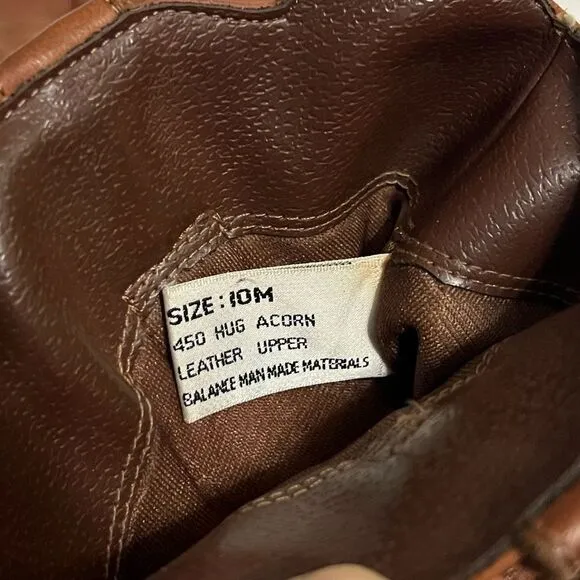 SIZE: 10M
450 HUG ACORN
LEATHER UPPER
BALANCE MAN MADE MATERIALS